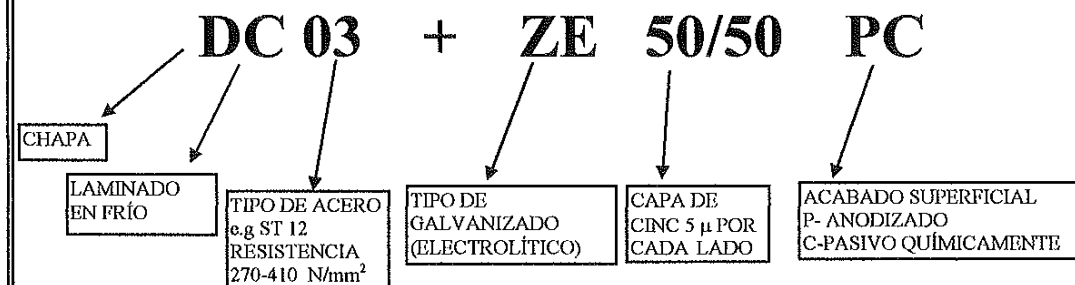 DC 03 + ZE 50/50 PC
CHAPA
LAMINADO
EN FRÍO
TIPO DE ACERO
e.g ST 12
RESISTENCIA
270-410 N/mm²
TIPO DE
GALVANIZADO
(ELECTROLÍTICO)
CAPA DE
CINC 5 µ POR
CADA LADO
ACABADO SUPERFICIAL
P- ANODIZADO
C-PASIVO QUÍMICAMENTE